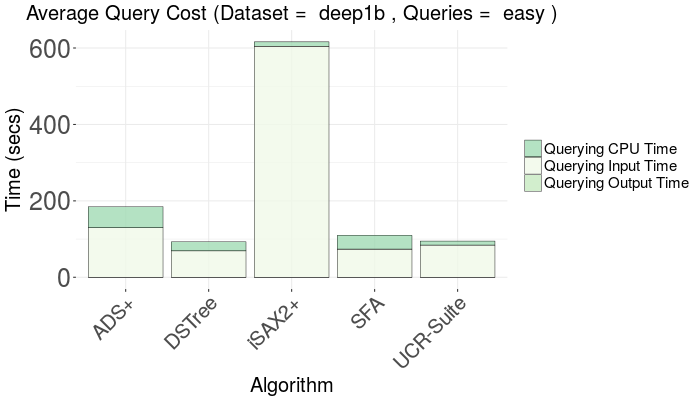 Average Query Cost (Dataset =  deep1b , Queries =  easy )
Time (secs)
600
400
200
0
ADS+
DSTree
iSAX2+
SFA
UCR-Suite
Algorithm
Querying CPU Time
Querying Input Time
Querying Output Time